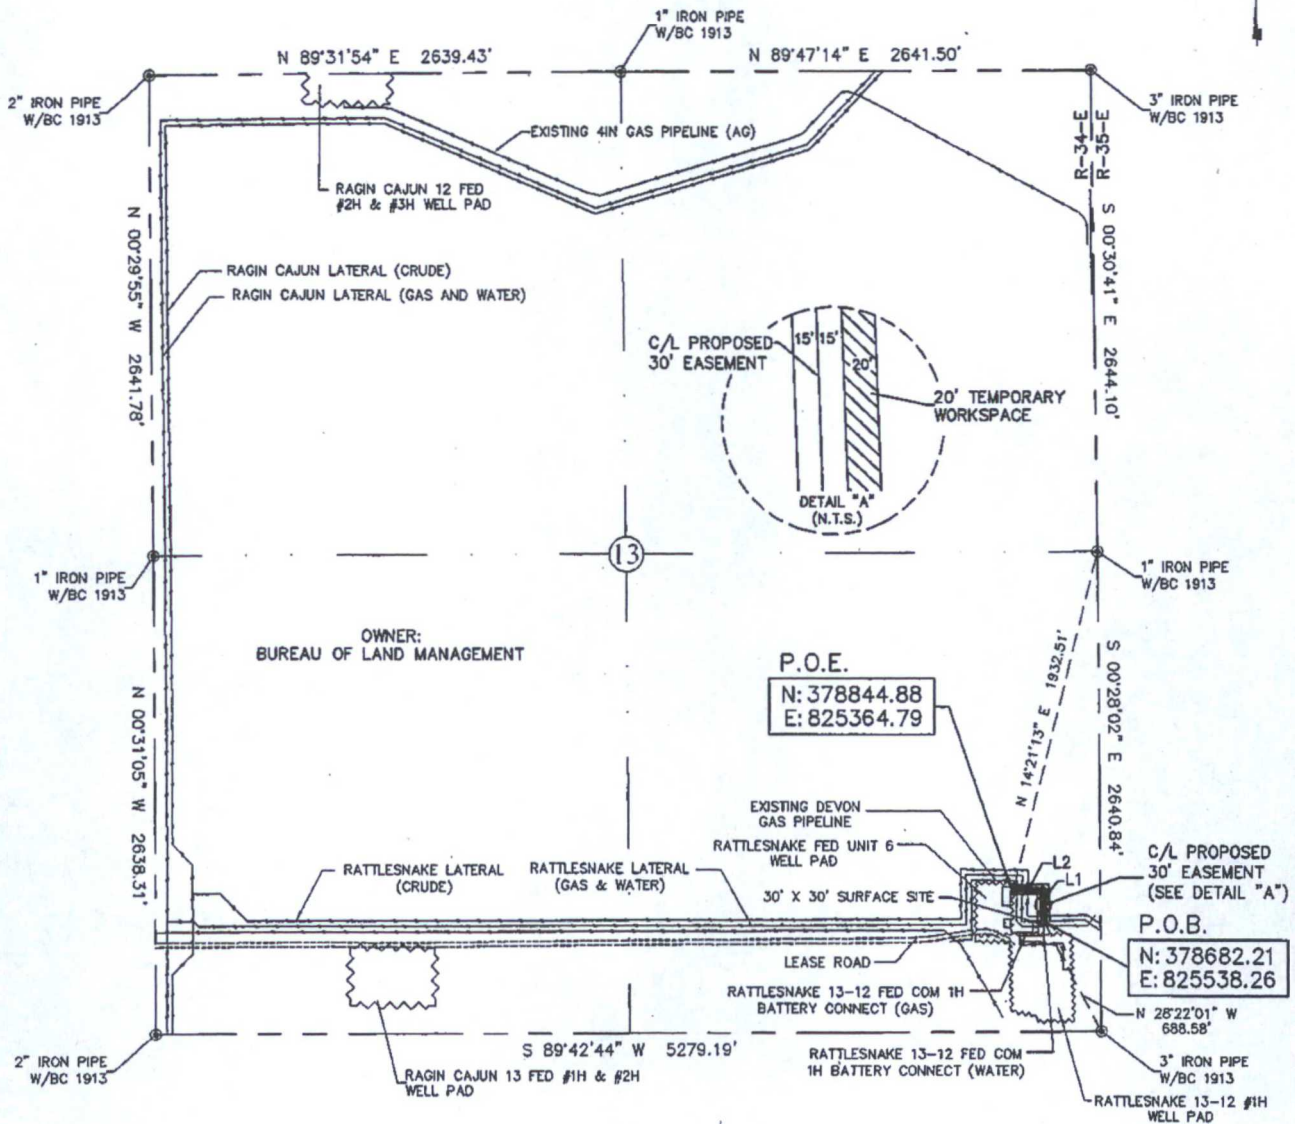 1" IRON PIPE
W/BC 1913
N 89°31'54" E 2639.43'
N 89°47'14" E 2641.50'
2" IRON PIPE
W/BC 1913
3" IRON PIPE
W/BC 1913
EXISTING 4IN GAS PIPELINE (AG)
R-34-E
R-35-E
RAGIN CAJUN 12 FED
#2H & #3H WELL PAD
N 00°29'55" W 2641.78'
S 00°30'41" E 2644.10'
RAGIN CAJUN LATERAL (CRUDE)
RAGIN CAJUN LATERAL (GAS AND WATER)
C/L PROPOSED
30' EASEMENT
15' 15'
20'
20' TEMPORARY
WORKSPACE
DETAIL "A"
(N.T.S.)
13
1" IRON PIPE
W/BC 1913
1" IRON PIPE
W/BC 1913
OWNER:
BUREAU OF LAND MANAGEMENT
P.O.E.
N: 378844.88
E: 825364.79
N 14°21'13" E 1932.51'
S 00°28'02" E 2640.84'
N 00°31'05" W 2638.31'
EXISTING DEVON
GAS PIPELINE
RATTLESNAKE FED UNIT 6
WELL PAD
L2
L1
C/L PROPOSED
30' EASEMENT
(SEE DETAIL "A")
RATTLESNAKE LATERAL
(CRUDE)
RATTLESNAKE LATERAL
(GAS & WATER)
30' X 30' SURFACE SITE
P.O.B.
N: 378682.21
E: 825538.26
LEASE ROAD
RATTLESNAKE 13-12 FED COM 1H
BATTERY CONNECT (GAS)
N 28°22'01" W
688.58'
S 89°42'44" W 5279.19'
2" IRON PIPE
W/BC 1913
RAGIN CAJUN 13 FED #1H & #2H
WELL PAD
RATTLESNAKE 13-12 FED COM
1H BATTERY CONNECT (WATER)
3" IRON PIPE
W/BC 1913
RATTLESNAKE 13-12 #1H
WELL PAD